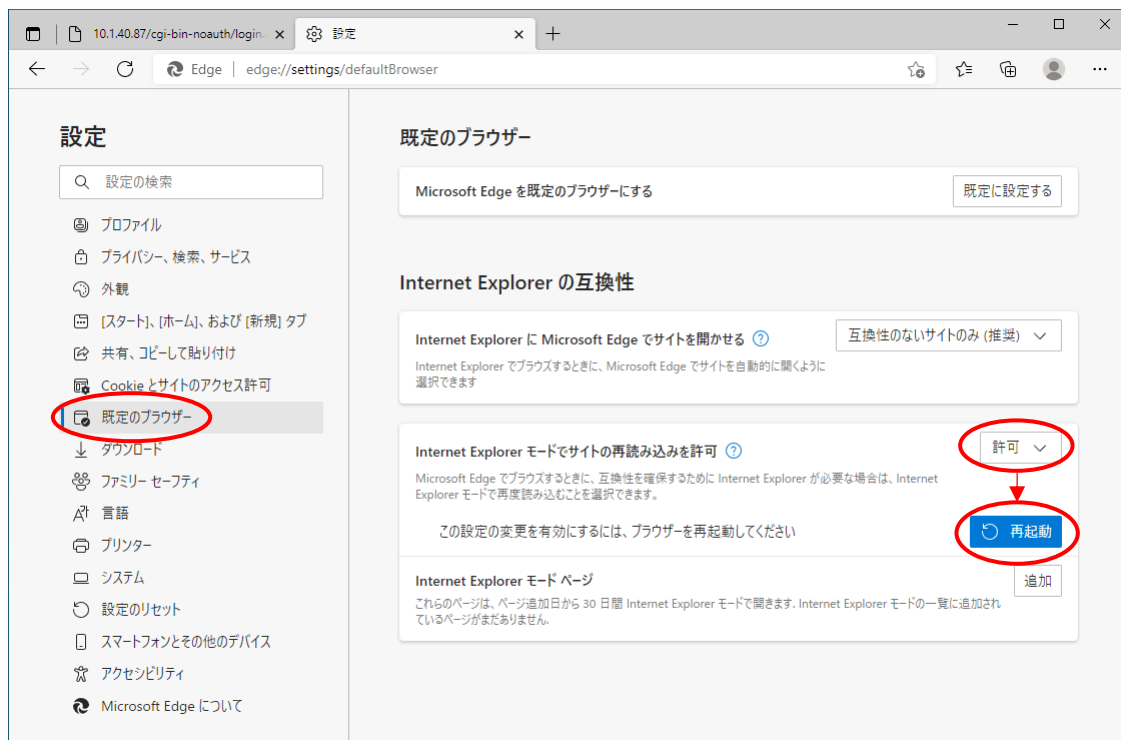 10.1.40.87/cgi-bin-noauth/login.
設定
Edge
edge://settings/defaultBrowser
設定
設定の検索
プロファイル
プライバシー、検索、サービス
外観
[スタート]、[ホーム]、および [新規] タブ
共有、コピーして貼り付け
Cookie とサイトのアクセス許可
既定のブラウザー
ダウンロード
ファミリー セーフティ
言語
プリンター
システム
設定のリセット
スマートフォンとその他のデバイス
アクセシビリティ
Microsoft Edge について
既定のブラウザー
Microsoft Edge を既定のブラウザーにする
既定に設定する
Internet Explorer の互換性
Internet Explorer に Microsoft Edge でサイトを開かせる
互換性のないサイトのみ (推奨)
Internet Explorer でブラウズするときに、Microsoft Edge でサイトを自動的に開くように
選択できます
Internet Explorer モードでサイトの再読み込みを許可
許可
Microsoft Edge でブラウズするときに、互換性を確保するために Internet Explorer が必要な場合は、Internet
Explorer モードで再度読み込むことを選択できます。
この設定の変更を有効にするには、ブラウザーを再起動してください
再起動
Internet Explorer モード ページ
追加
これらのページは、ページ追加日から 30 日間 Internet Explorer モードで開きます. Internet Explorer モードの一覧に追加され
ているページがまだありません.